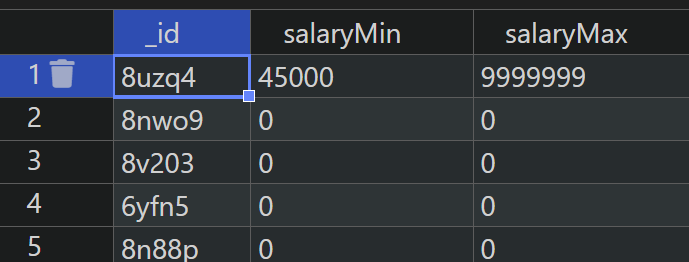 _id salaryMin salaryMax
1 8uzq4 45000 9999999
2 8nwo9 0 0
3 8v203 0 0
4 6yfn5 0 0
5 8n88p 0 0